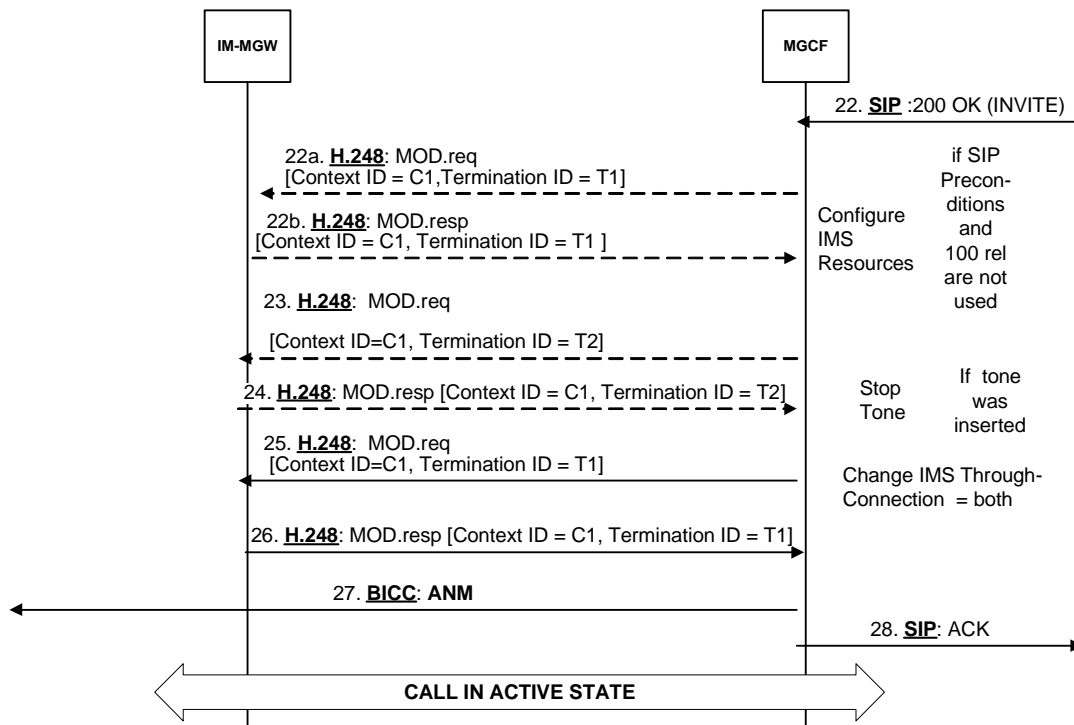 IM-MGW
MGCF
22. SIP :200 OK (INVITE)
22a. H.248: MOD.req
[Context ID = C1,Termination ID = T1]
22b. H.248: MOD.resp
[Context ID = C1, Termination ID = T1 ]
Configure
IMS
Resources
if SIP
Precon-
ditions
and
100 rel
are not
used
23. H.248: MOD.req
[Context ID=C1, Termination ID = T2]
24. H.248: MOD.resp [Context ID = C1, Termination ID = T2]
Stop
Tone
If tone
was
inserted
25. H.248: MOD.req
[Context ID=C1, Termination ID = T1]
Change IMS Through-
Connection = both
26. H.248: MOD.resp [Context ID = C1, Termination ID = T1]
27. BICC: ANM
28. SIP: ACK
CALL IN ACTIVE STATE